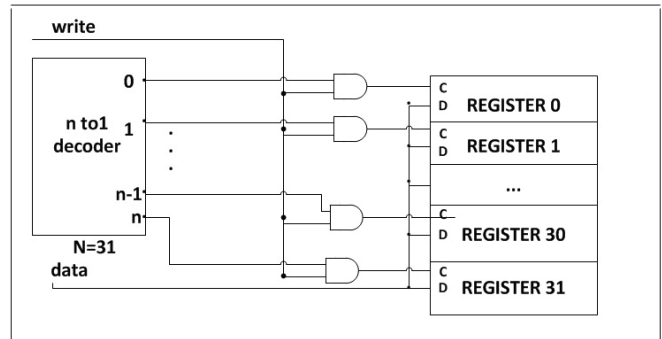 write
0
n to1
decoder
1
n-1
n
N=31
data
C
D
REGISTER 0
C
D
REGISTER 1
...
C
D
REGISTER 30
C
D
REGISTER 31